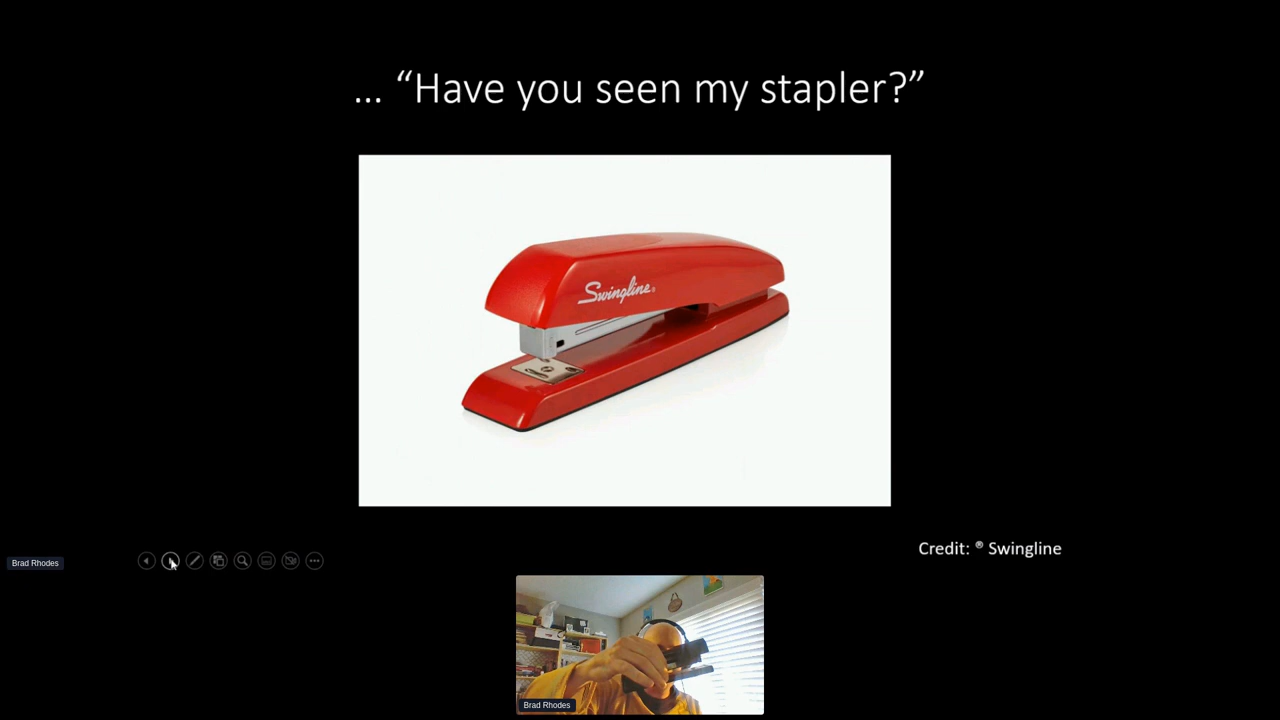 ... “Have you seen my stapler?”
Swingline®
Credit: ® Swingline
Brad Rhodes
Brad Rhodes